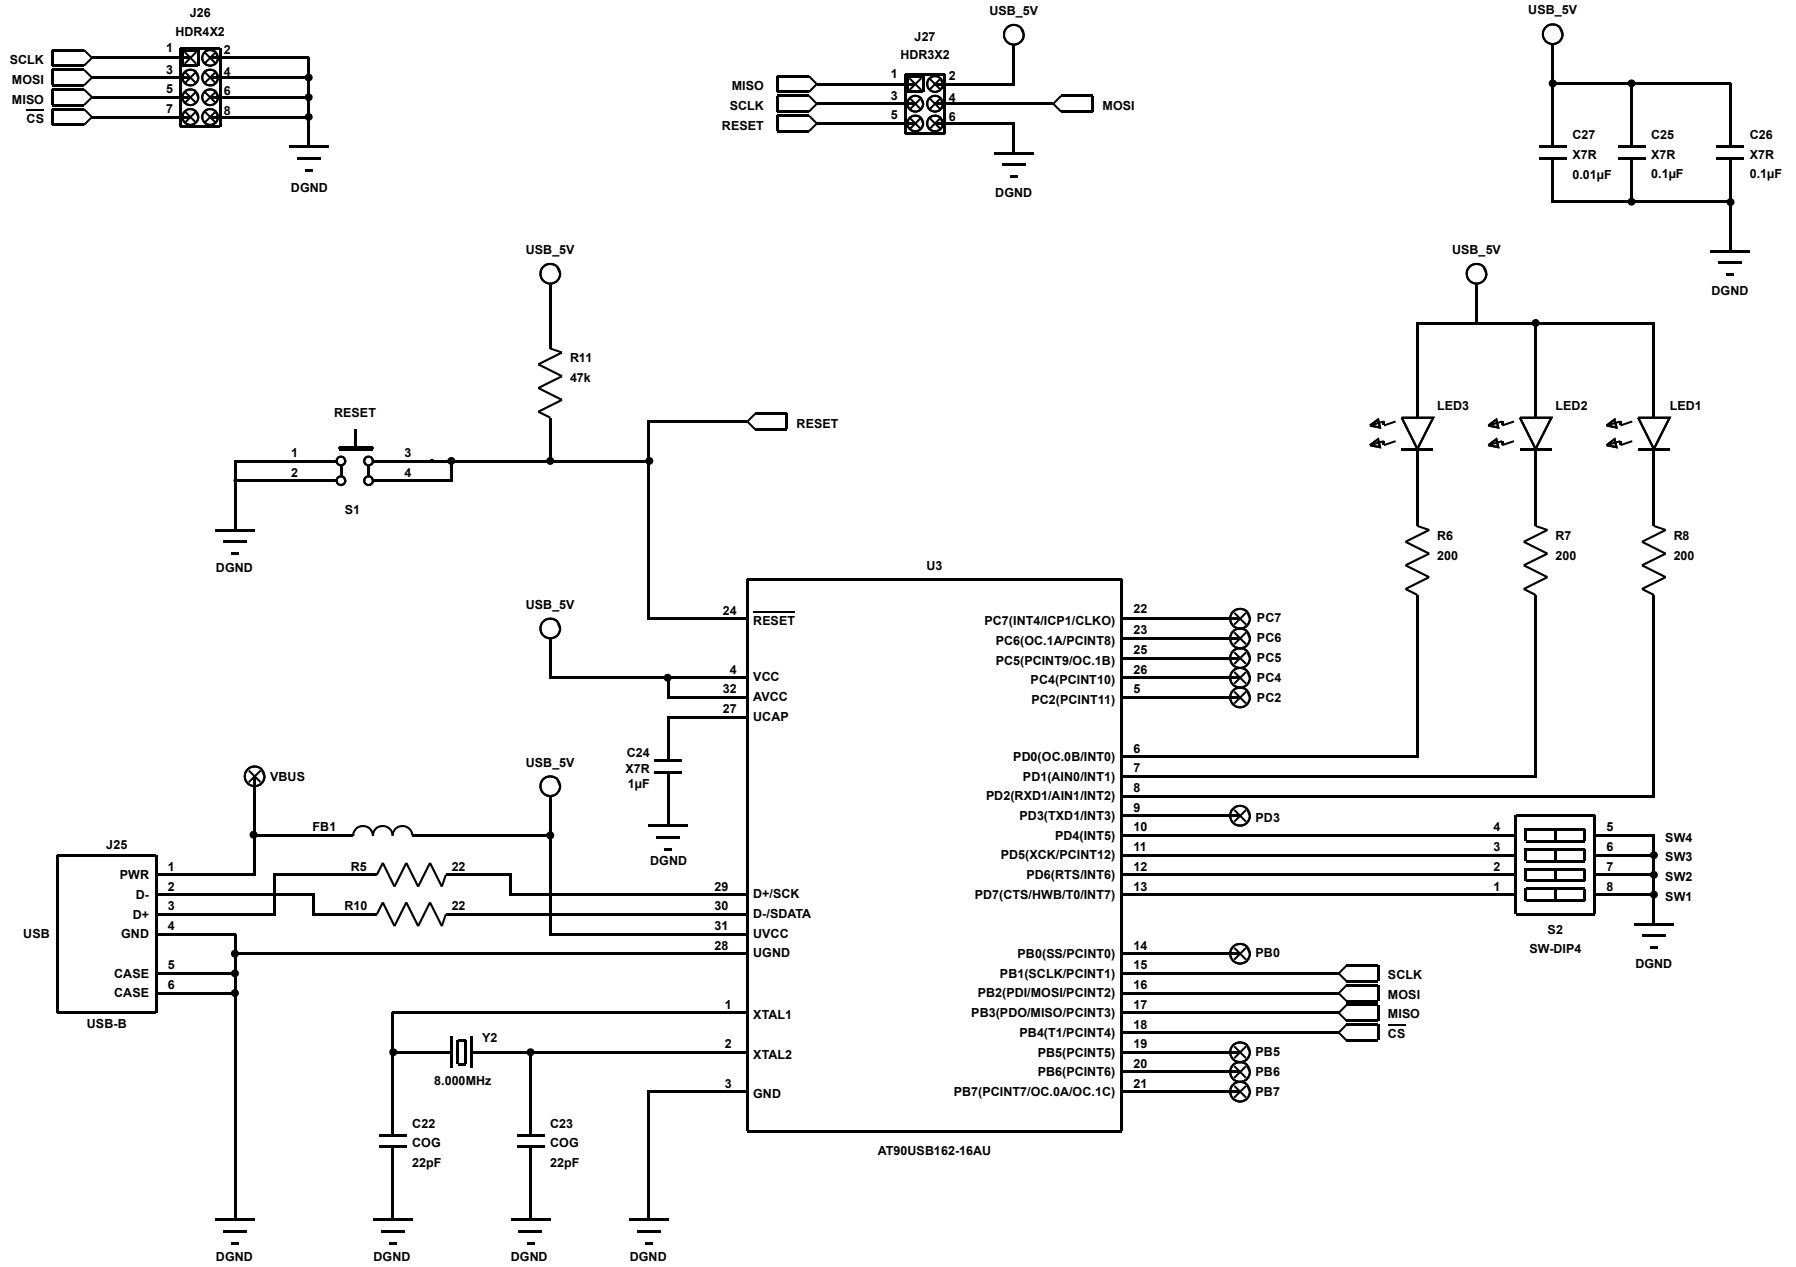 J26
HDR4X2
SCLK 1 2
MOSI 3 4
MISO 5 6
CS 7 8
DGND
USB_5V
J27
HDR3X2
MISO 1 2
SCLK 3 4 MOSI
RESET 5 6
DGND
USB_5V
C27
X7R
0.01µF
C25
X7R
0.1µF
C26
X7R
0.1µF
DGND
USB_5V
R11
47k
RESET
RESET
1 3
2 4
S1
DGND
USB_5V
LED3
LED2
LED1
R6
200
R7
200
R8
200
U3
USB_5V
24 RESET
4 VCC
32 AVCC
27 UCAP
C24
X7R
1µF
DGND
USB_5V
VBUS
FB1
J25
R5 22
R10 22
PWR 1
D- 2
D+ 3
GND 4
CASE 5
CASE 6
USB
USB-B
29 D+/SCK
30 D-/SDATA
31 UVCC
28 UGND
1 XTAL1
2 XTAL2
3 GND
Y2
8.000MHz
C22
COG
22pF
C23
COG
22pF
DGND
DGND
DGND
DGND
PC7(INT4/ICP1/CLKO) 22 PC7
PC6(OC.1A/PCINT8) 23 PC6
PC5(PCINT9/OC.1B) 25 PC5
PC4(PCINT10) 26 PC4
PC2(PCINT11) 5 PC2
PD0(OC.0B/INT0) 6
PD1(AIN0/INT1) 7
PD2(RXD1/AIN1/INT2) 8
PD3(TXD1/INT3) 9 PD3
PD4(INT5) 10 4 5 SW4
PD5(XCK/PCINT12) 11 3 6 SW3
PD6(RTS/INT6) 12 2 7 SW2
PD7(CTS/HWB/T0/INT7) 13 1 8 SW1
S2
SW-DIP4
DGND
PB0(SS/PCINT0) 14 PB0
PB1(SCLK/PCINT1) 15 SCLK
PB2(PDI/MOSI/PCINT2) 16 MOSI
PB3(PDO/MISO/PCINT3) 17 MISO
PB4(T1/PCINT4) 18 CS
PB5(PCINT5) 19 PB5
PB6(PCINT6) 20 PB6
PB7(PCINT7/OC.0A/OC.1C) 21 PB7
AT90USB162-16AU